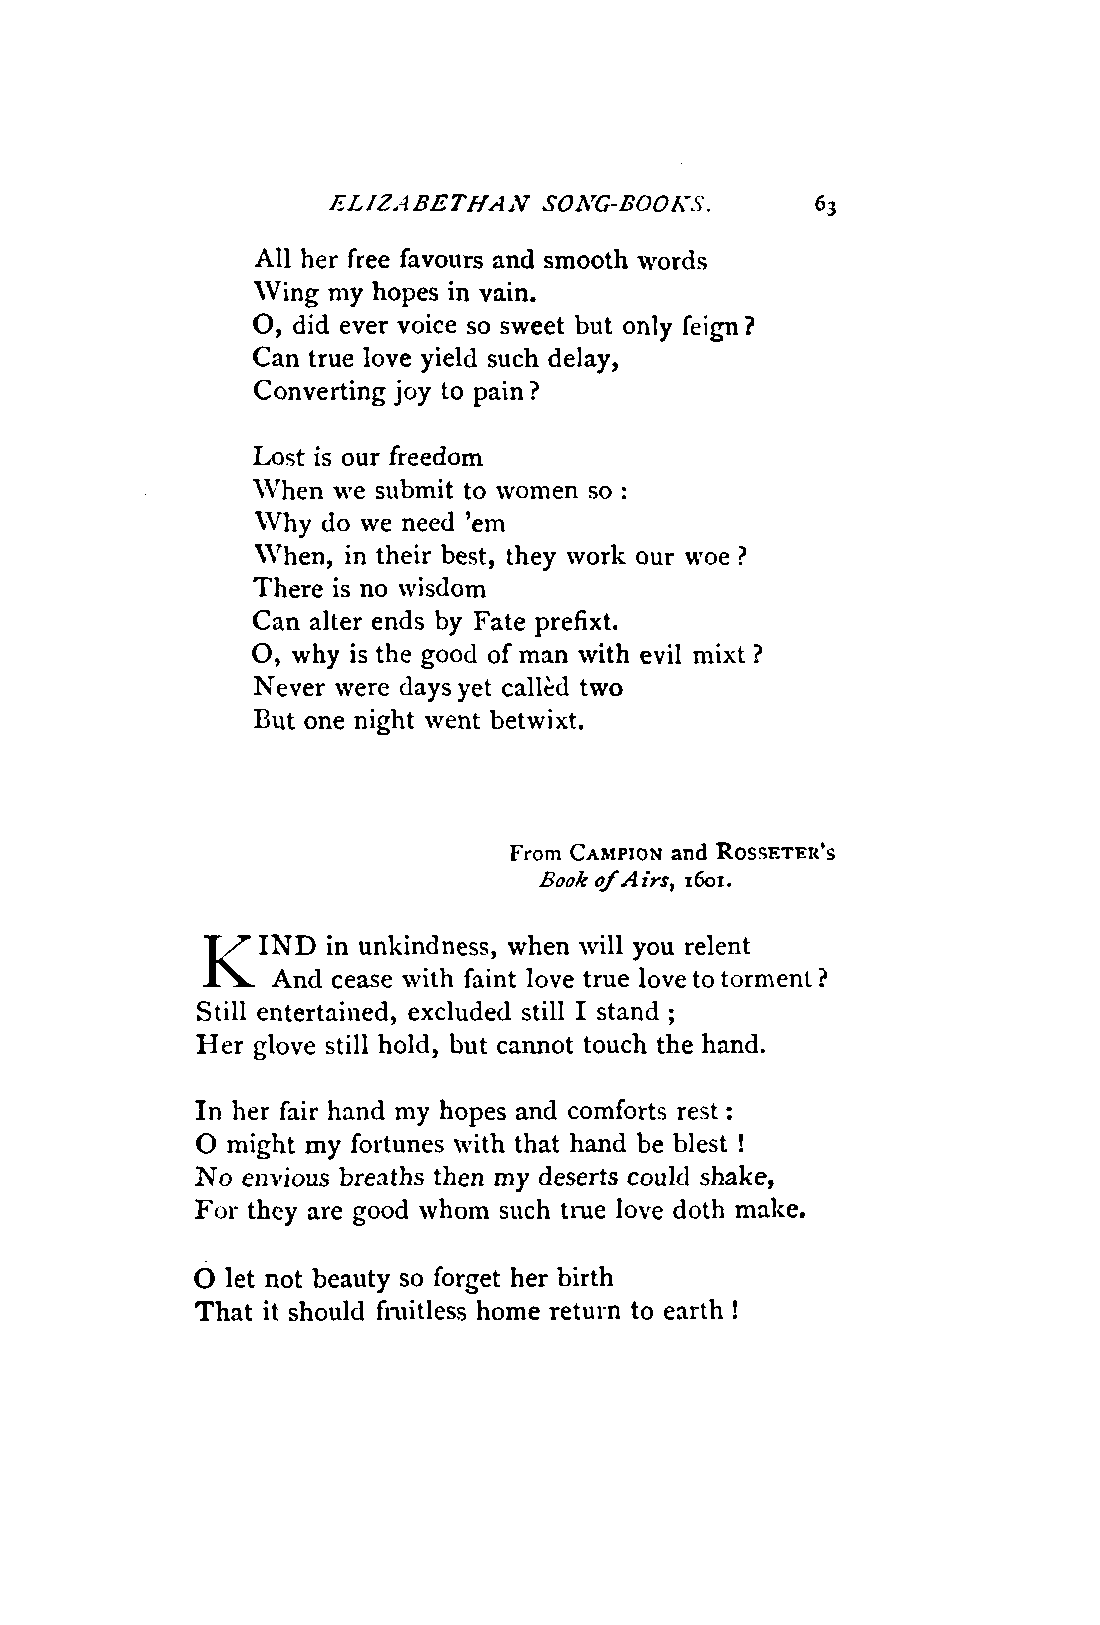 ELIZABETHAN SONG-BOOKS. 63
All her free favours and smooth words
Wing my hopes in vain.
O, did ever voice so sweet but only feign?
Can true love yield such delay,
Converting joy to pain?
Lost is our freedom
When we submit to women so :
Why do we need 'em
When, in their best, they work our woe ?
There is no wisdom
Can alter ends by Fate prefixt.
O, why is the good of man with evil mixt ?
Never were days yet callèd two
But one night went betwixt.
From CAMPION and ROSSETER's
Book of Airs, 1601.
KIND in unkindness, when will you relent
And cease with faint love true love to torment ?
Still entertained, excluded still I stand ;
Her glove still hold, but cannot touch the hand.
In her fair hand my hopes and comforts rest :
O might my fortunes with that hand be blest !
No envious breaths then my deserts could shake,
For they are good whom such true love doth make.
O let not beauty so forget her birth
That it should fruitless home return to earth !